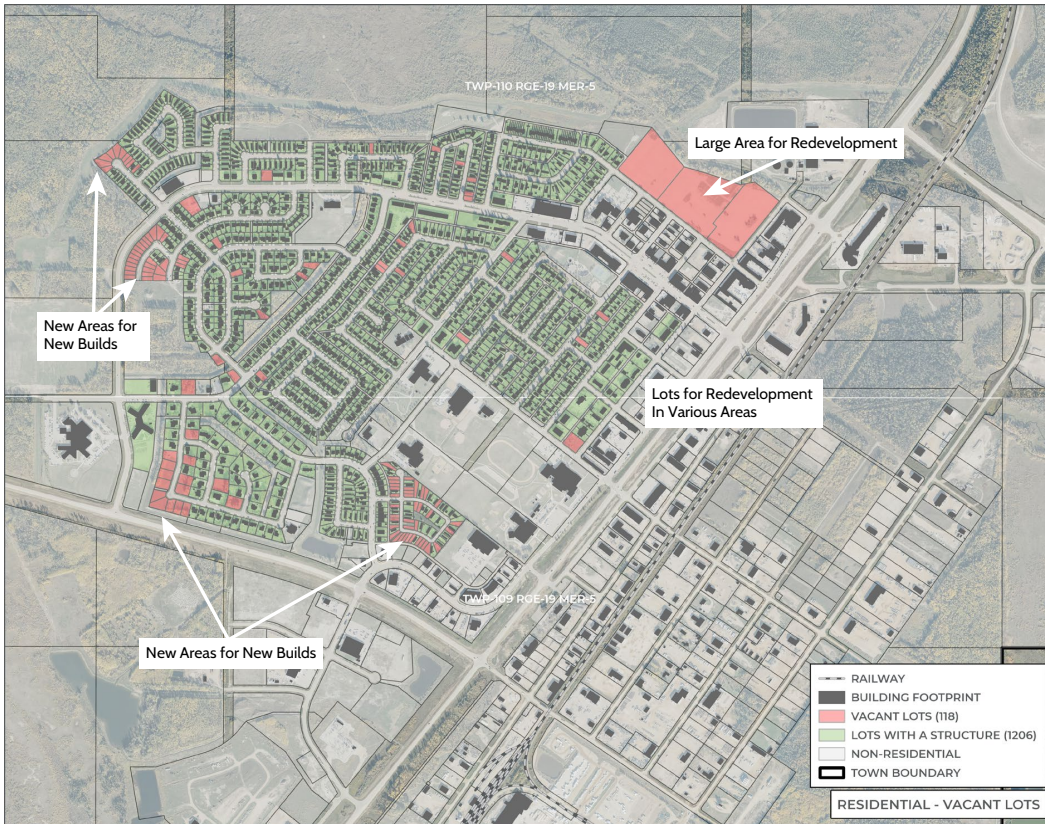 TWP-110 RGE-19 MER-5
Large Area for Redevelopment
New Areas for
New Builds
Lots for Redevelopment
In Various Areas
TWP-109 RGE-19 MER-5
New Areas for New Builds
RAILWAY
BUILDING FOOTPRINT
VACANT LOTS (118)
LOTS WITH A STRUCTURE (1206)
NON-RESIDENTIAL
TOWN BOUNDARY
RESIDENTIAL - VACANT LOTS